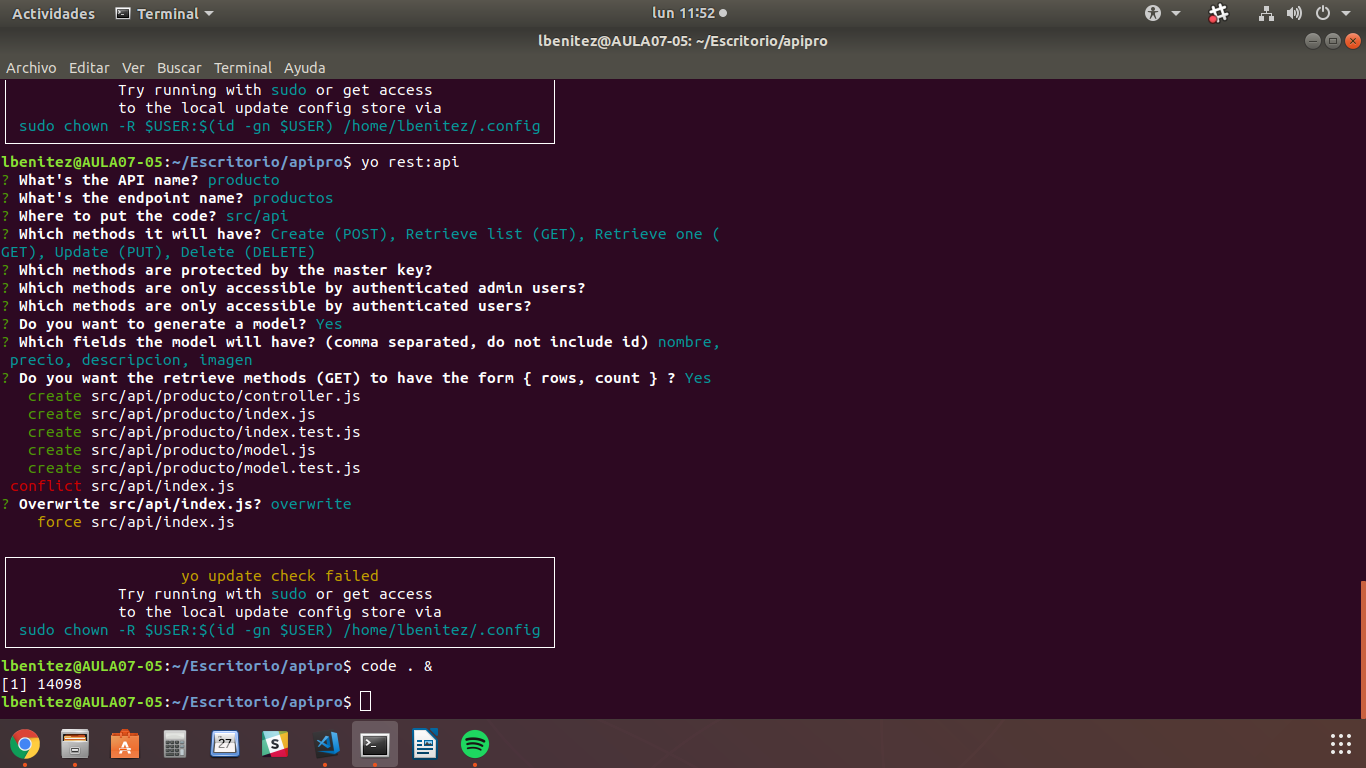 Actividades Terminal lun 11:52
lbenitez@AULA07-05: ~/Escritorio/apipro
Archivo Editar Ver Buscar Terminal Ayuda
Try running with sudo or get access
to the local update config store via
sudo chown -R $USER:$(id -gn $USER) /home/lbenitez/.config
lbenitez@AULA07-05:~/Escritorio/apipro$ yo rest:api
? What's the API name? producto
? What's the endpoint name? productos
? Where to put the code? src/api
? Which methods it will have? Create (POST), Retrieve list (GET), Retrieve one (
GET), Update (PUT), Delete (DELETE)
? Which methods are protected by the master key?
? Which methods are only accessible by authenticated admin users?
? Which methods are only accessible by authenticated users?
? Do you want to generate a model? Yes
? Which fields the model will have? (comma separated, do not include id) nombre,
precio, descripcion, imagen
? Do you want the retrieve methods (GET) to have the form { rows, count } ? Yes
create src/api/producto/controller.js
create src/api/producto/index.js
create src/api/producto/index.test.js
create src/api/producto/model.js
create src/api/producto/model.test.js
conflict src/api/index.js
? Overwrite src/api/index.js? overwrite
force src/api/index.js
yo update check failed
Try running with sudo or get access
to the local update config store via
sudo chown -R $USER:$(id -gn $USER) /home/lbenitez/.config
lbenitez@AULA07-05:~/Escritorio/apipro$ code . &
[1] 14098
lbenitez@AULA07-05:~/Escritorio/apipro$
27
S